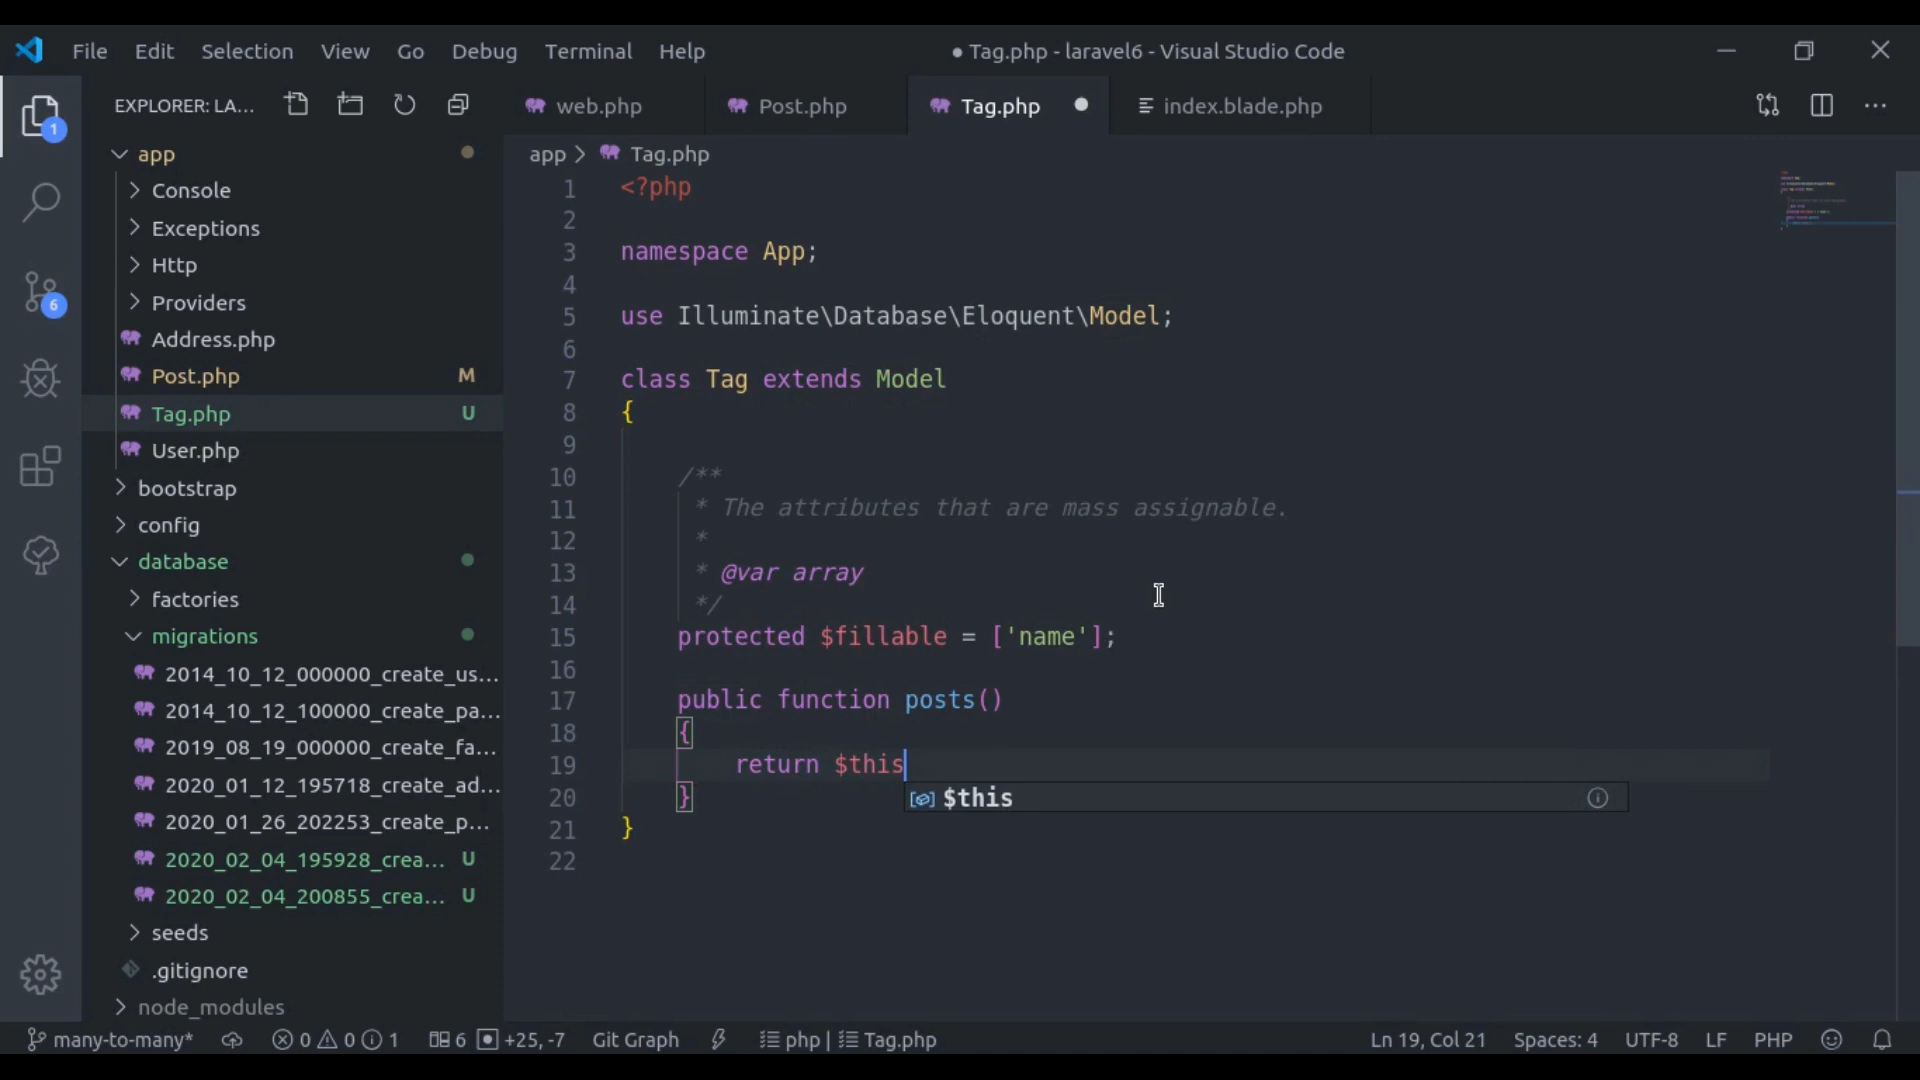 File Edit Selection View Go Debug Terminal Help ● Tag.php - laravel6 - Visual Studio Code
EXPLORER: LA... web.php Post.php Tag.php index.blade.php
1
app > Tag.php
app
Console
Exceptions
Http
Providers
6
Address.php
Post.php M
Tag.php U
User.php
bootstrap
config
database
factories
migrations
2014_10_12_000000_create_us...
2014_10_12_100000_create_pa...
2019_08_19_000000_create_fa...
2020_01_12_195718_create_ad...
2020_01_26_202253_create_p...
2020_02_04_195928_crea... U
2020_02_04_200855_crea... U
seeds
.gitignore
node_modules
1 <?php
2
3 namespace App;
4
5 use Illuminate\Database\Eloquent\Model;
6
7 class Tag extends Model
8 {
9
10 /**
11 * The attributes that are mass assignable.
12 *
13 * @var array
14 */
15 protected $fillable = ['name'];
16
17 public function posts()
18 {
19 return $this
20 }
$this
21 }
22
many-to-many* 0 0 1 6 +25, -7 Git Graph php | Tag.php Ln 19, Col 21 Spaces: 4 UTF-8 LF PHP